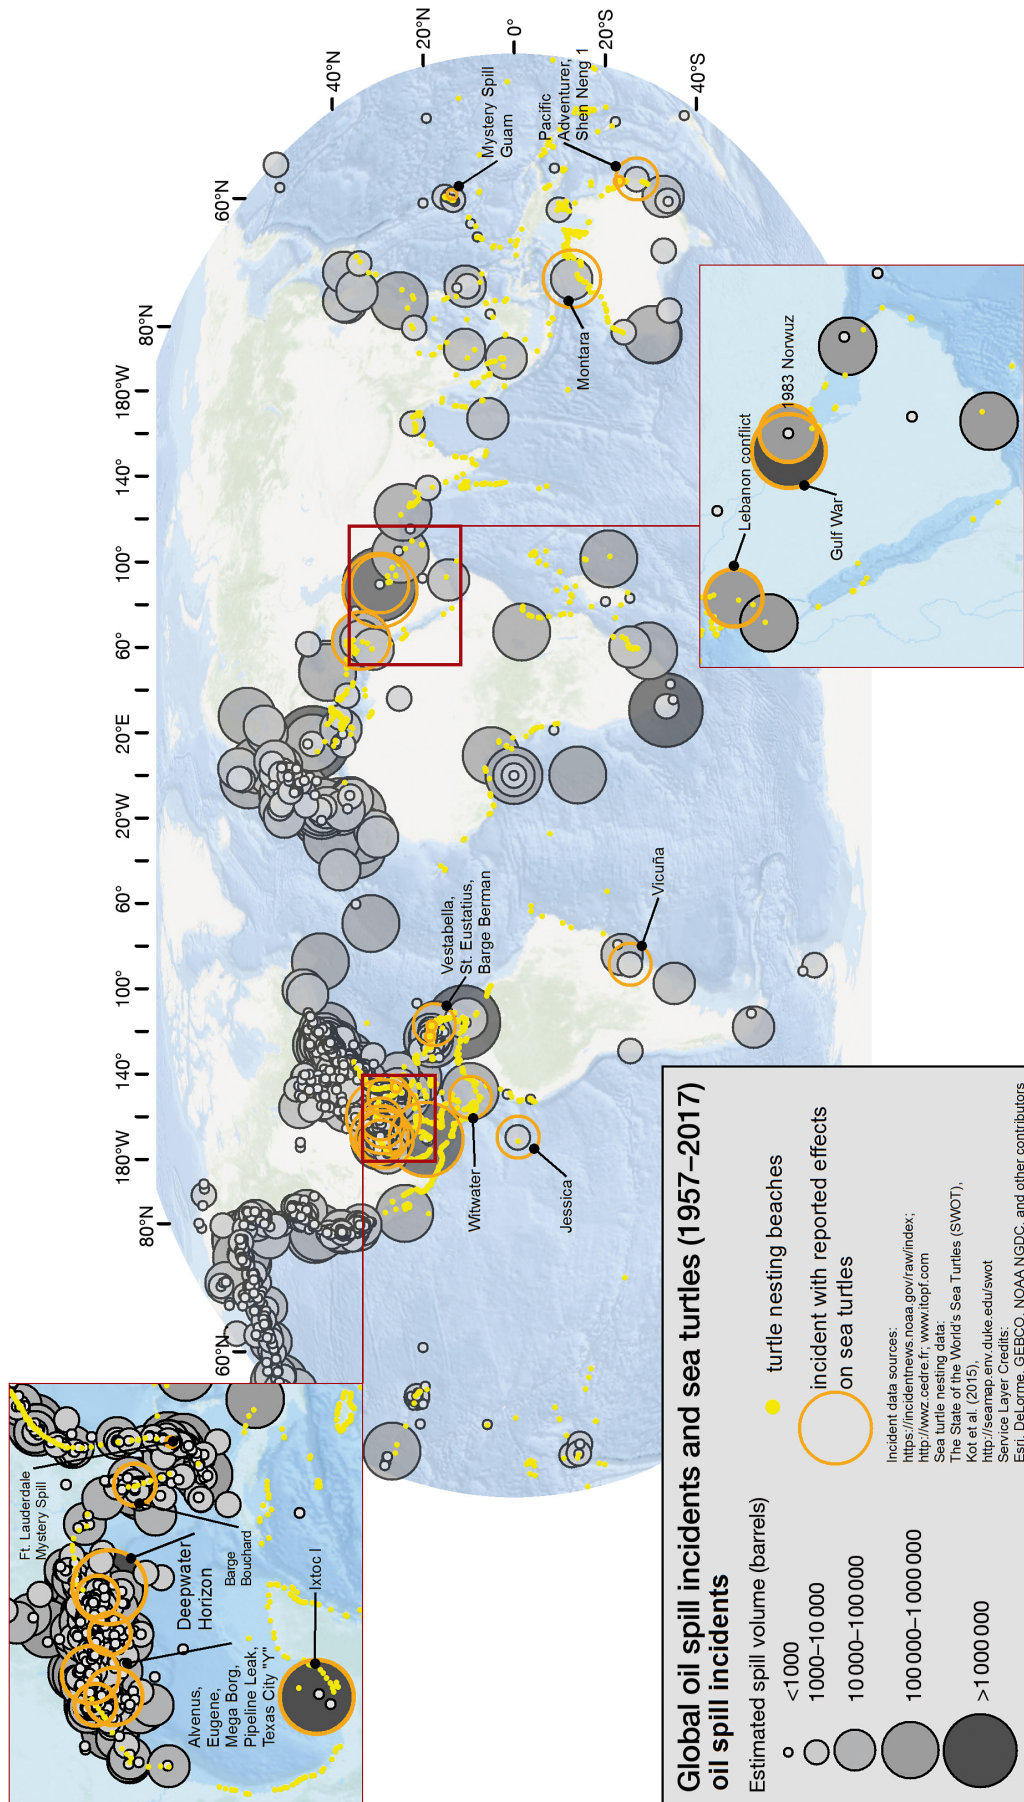 Global oil spill incidents and sea turtles (1957–2017)
oil spill incidents
Estimated spill volume (barrels)
<1000
1000–10 000
10 000–100 000
100 000–1 000 000
>1 000 000
turtle nesting beaches
incident with reported effects
on sea turtles
Incident data sources:
https://incidentnews.noaa.gov/raw/index;
http://wwz.cedre.fr; www.itopf.com
Sea turtle nesting data:
The State of the World's Sea Turtles (SWOT),
Kot et al. (2015),
http://seamap.env.duke.edu/swot
Service Layer Credits:
Esri, DeLorme, GEBCO, NOAA NGDC, and other contributors
Ft. Lauderdale
Mystery Spill
Barge
Bouchard
Deepwater
Horizon
Alvenus,
Eugene,
Mega Borg,
Pipeline Leak,
Texas City "Y"
Ixtoc I
60°N
80°N
180°W
140°
100°
60°
20°W
20°E
60°
100°
140°
180°W
80°N
60°N
40°N
20°N
0°
20°S
40°S
Witwater
Jessica
Vestabella,
St. Eustatius,
Barge Berman
Vicuña
Montara
Mystery Spill
Guam
Pacific
Adventurer,
Shen Neng 1
Lebanon conflict
Gulf War
1983 Norwuz